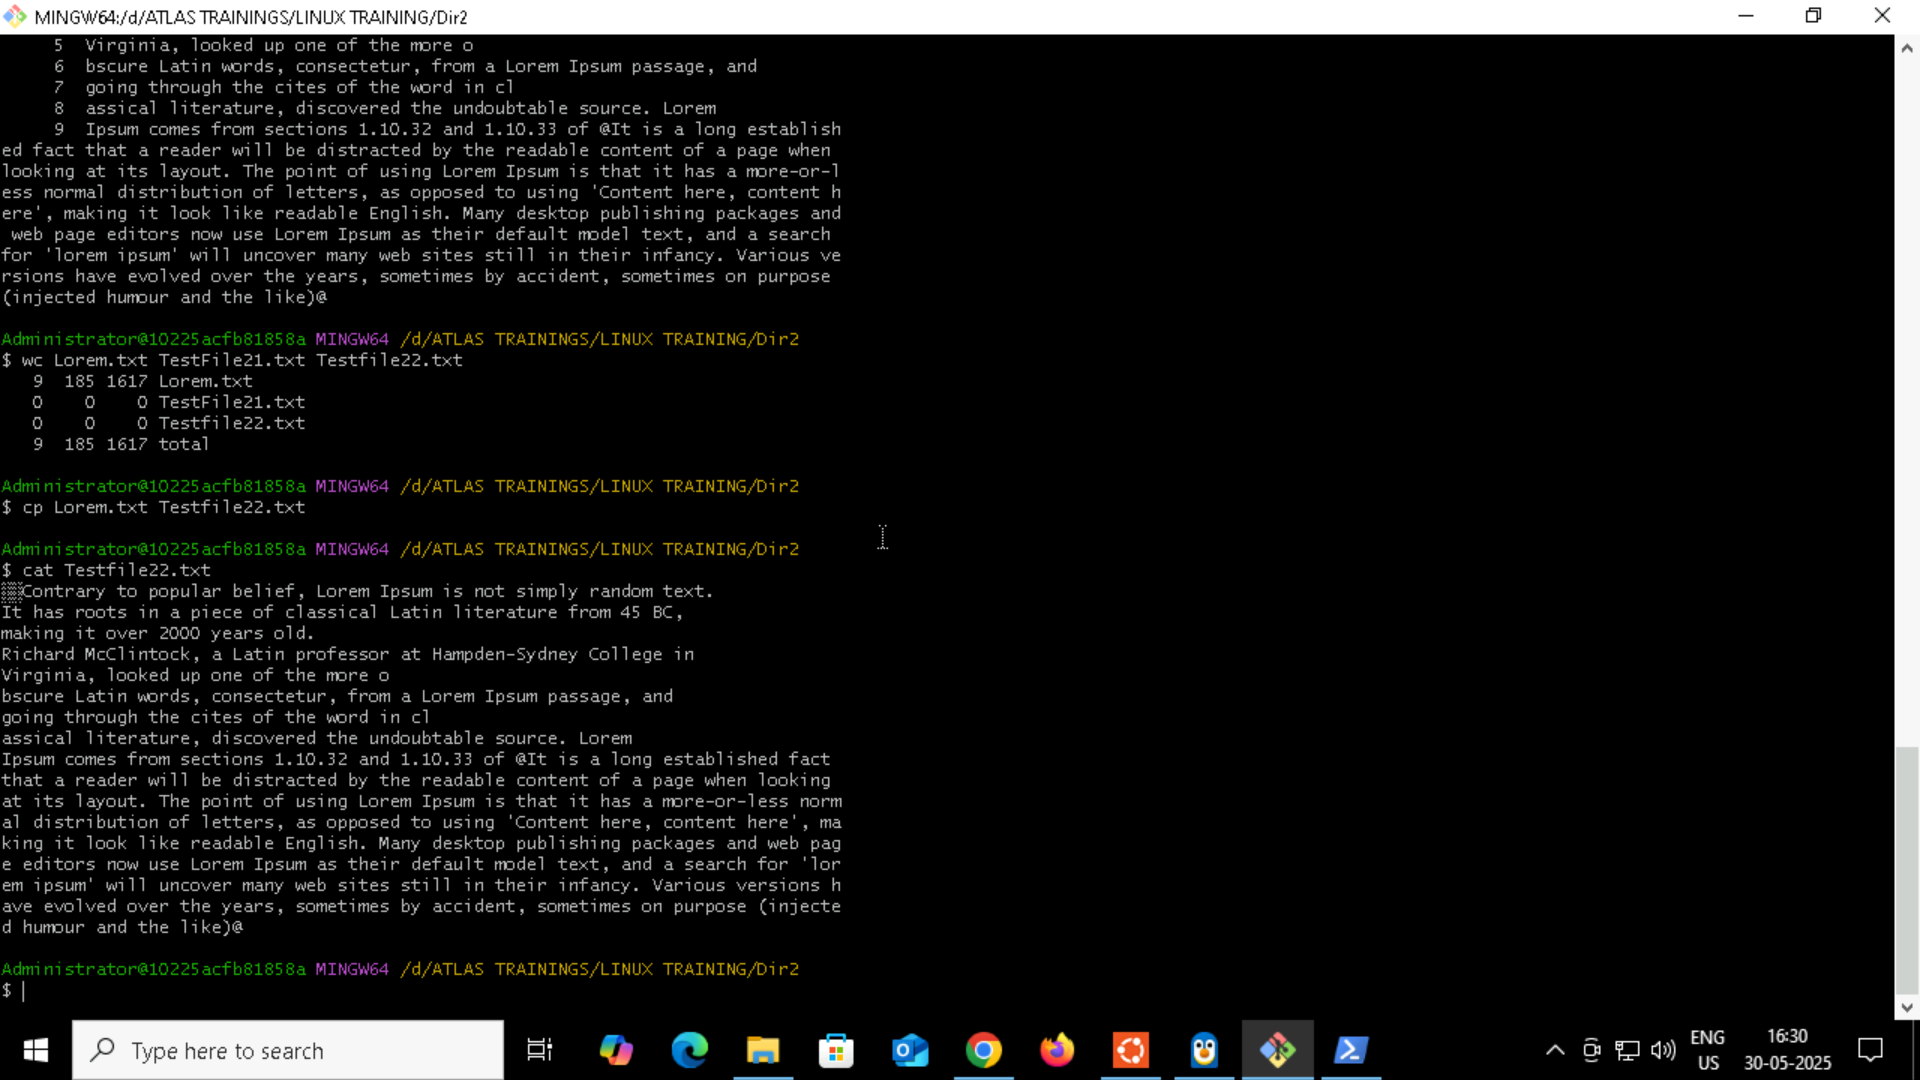 MINGW64:/d/ATLAS TRAININGS/LINUX TRAINING/Dir2
5  Virginia, looked up one of the more o
6  bscure Latin words, consectetur, from a Lorem Ipsum passage, and
7  going through the cites of the word in cl
8  assical literature, discovered the undoubtable source. Lorem
9  Ipsum comes from sections 1.10.32 and 1.10.33 of @It is a long establish
ed fact that a reader will be distracted by the readable content of a page when
looking at its layout. The point of using Lorem Ipsum is that it has a more-or-l
ess normal distribution of letters, as opposed to using 'Content here, content h
ere', making it look like readable English. Many desktop publishing packages and
web page editors now use Lorem Ipsum as their default model text, and a search
for 'lorem ipsum' will uncover many web sites still in their infancy. Various ve
rsions have evolved over the years, sometimes by accident, sometimes on purpose
(injected humour and the like)@
Administrator@10225acfb81858a MINGW64 /d/ATLAS TRAININGS/LINUX TRAINING/Dir2
$ wc Lorem.txt TestFile21.txt Testfile22.txt
9  185 1617 Lorem.txt
0    0    0 TestFile21.txt
0    0    0 Testfile22.txt
9  185 1617 total
Administrator@10225acfb81858a MINGW64 /d/ATLAS TRAININGS/LINUX TRAINING/Dir2
$ cp Lorem.txt Testfile22.txt
Administrator@10225acfb81858a MINGW64 /d/ATLAS TRAININGS/LINUX TRAINING/Dir2
$ cat Testfile22.txt
Contrary to popular belief, Lorem Ipsum is not simply random text.
It has roots in a piece of classical Latin literature from 45 BC,
making it over 2000 years old.
Richard McClintock, a Latin professor at Hampden-Sydney College in
Virginia, looked up one of the more o
bscure Latin words, consectetur, from a Lorem Ipsum passage, and
going through the cites of the word in cl
assical literature, discovered the undoubtable source. Lorem
Ipsum comes from sections 1.10.32 and 1.10.33 of @It is a long established fact
that a reader will be distracted by the readable content of a page when looking
at its layout. The point of using Lorem Ipsum is that it has a more-or-less norm
al distribution of letters, as opposed to using 'Content here, content here', ma
king it look like readable English. Many desktop publishing packages and web pag
e editors now use Lorem Ipsum as their default model text, and a search for 'lor
em ipsum' will uncover many web sites still in their infancy. Various versions h
ave evolved over the years, sometimes by accident, sometimes on purpose (injecte
d humour and the like)@
Administrator@10225acfb81858a MINGW64 /d/ATLAS TRAININGS/LINUX TRAINING/Dir2
$
Type here to search
ENG
US
16:30
30-05-2025